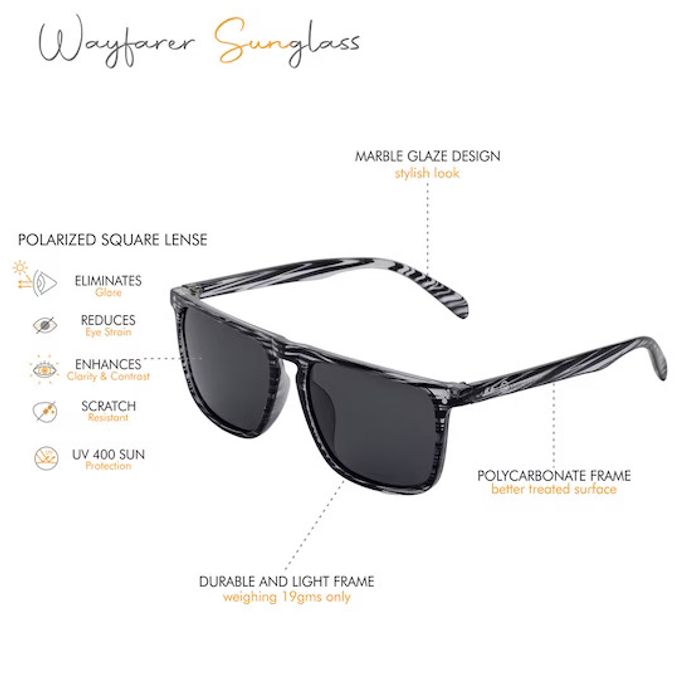 Wayfarer Sunglass
MARBLE GLAZE DESIGN
stylish look
POLARIZED SQUARE LENSE
ELIMINATES
Glare
REDUCES
Eye Strain
ENHANCES
Clarity & Contrast
SCRATCH
Resistant
UV 400 SUN
Protection
POLYCARBONATE FRAME
better treated surface
DURABLE AND LIGHT FRAME
weighing 19gms only